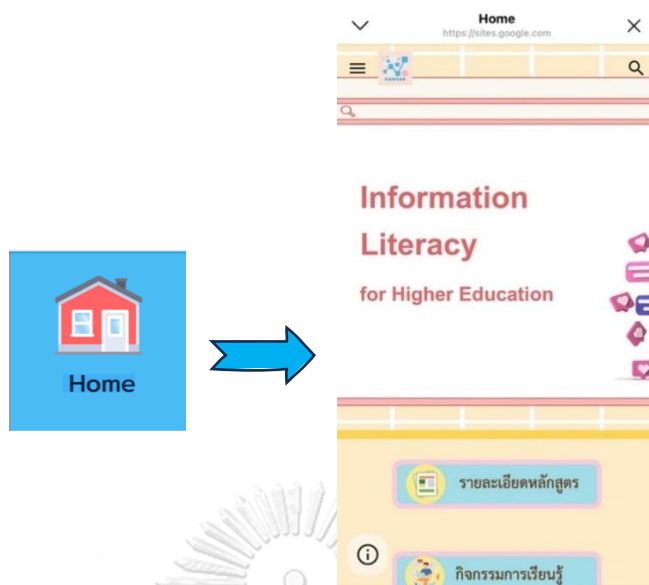 Home
Home
https://sites.google.com
Information
Literacy
for Higher Education
รายละเอียดหลักสูตร
กิจกรรมการเรียนรู้